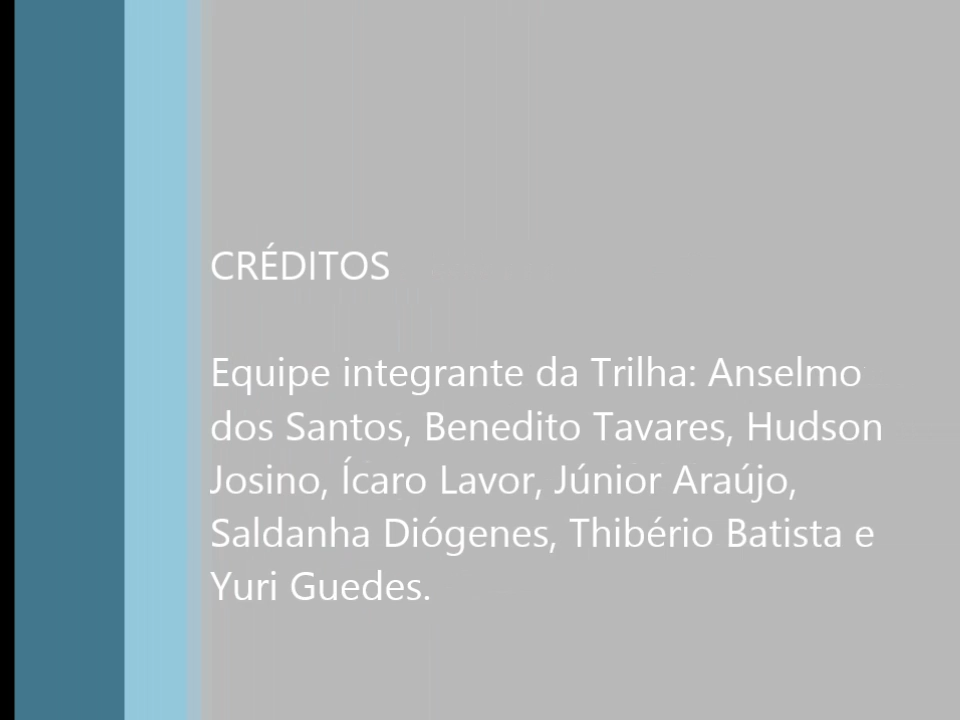 CRÉDITOS
Equipe integrante da Trilha: Anselmo
dos Santos, Benedito Tavares, Hudson
Josino, Ícaro Lavor, Júnior Araújo,
Saldanha Diógenes, Thibério Batista e
Yuri Guedes.